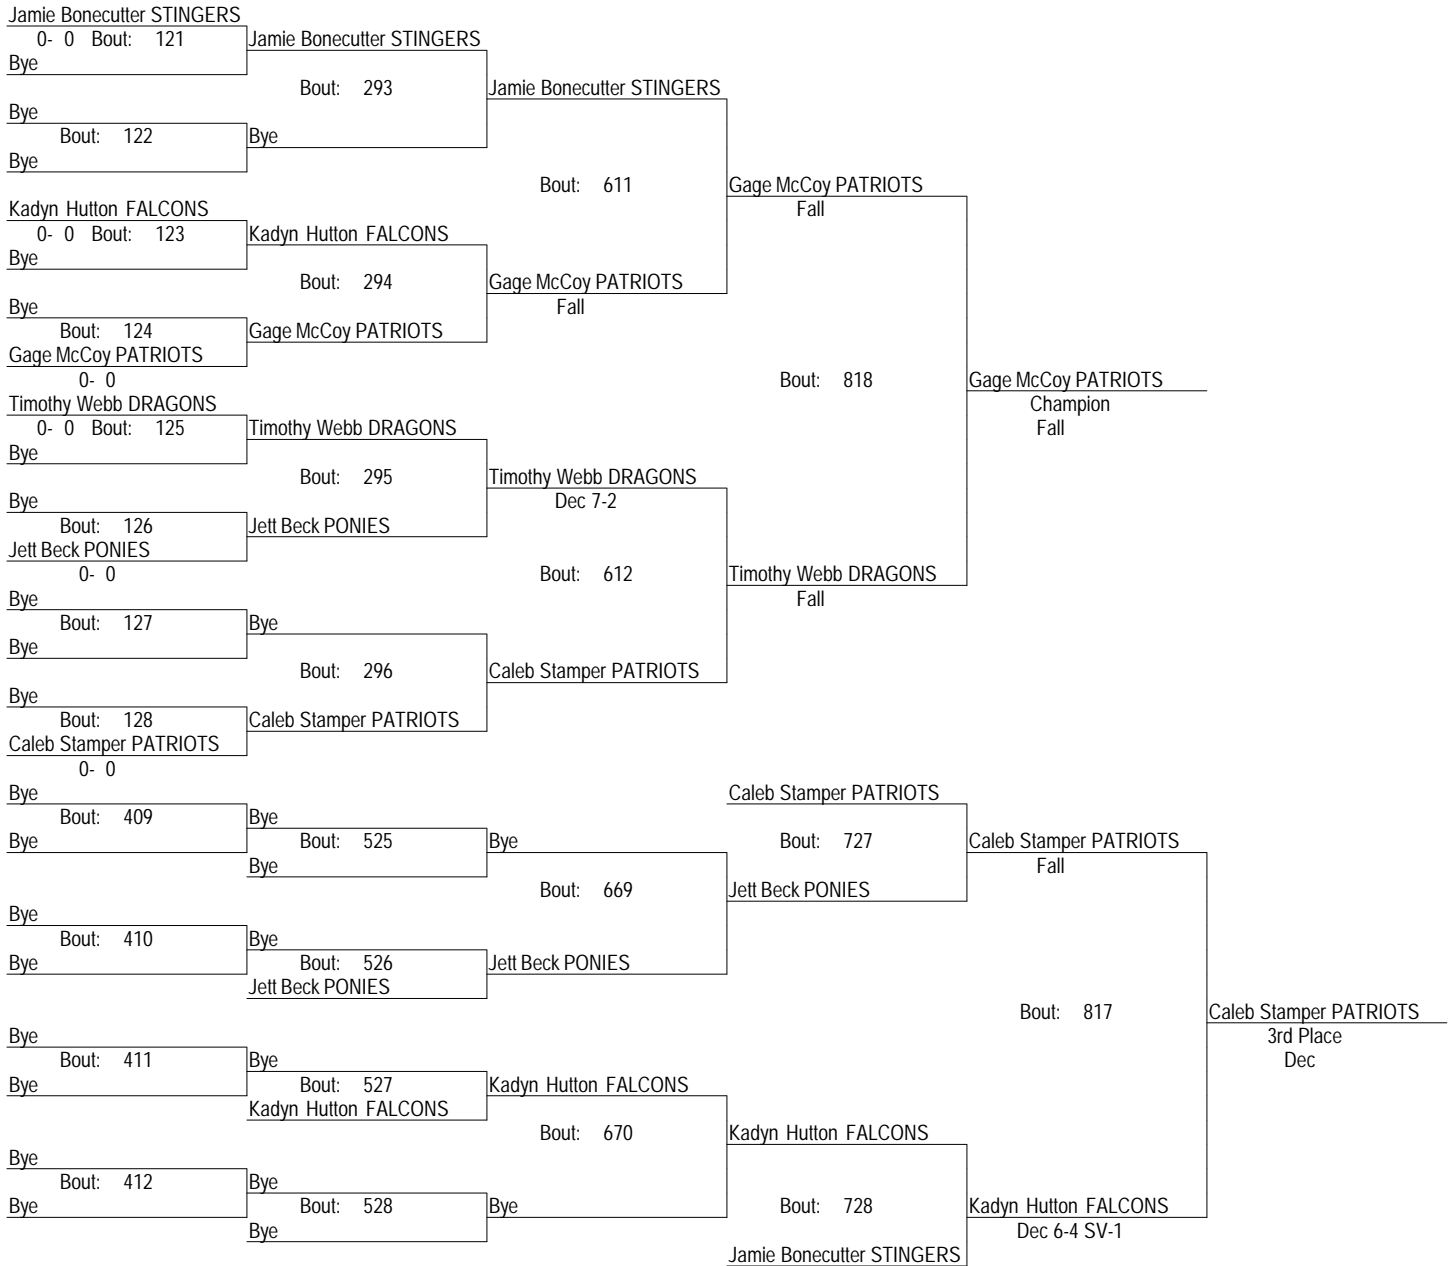 Jamie Bonecutter STINGERS
0- 0 Bout: 121 Jamie Bonecutter STINGERS
Bye
Bout: 293 Jamie Bonecutter STINGERS
Bye
Bout: 122 Bye
Bye
Bout: 611 Gage McCoy PATRIOTS
Kadyn Hutton FALCONS Fall
0- 0 Bout: 123 Kadyn Hutton FALCONS
Bye
Bout: 294 Gage McCoy PATRIOTS
Bye Fall
Bout: 124 Gage McCoy PATRIOTS
Gage McCoy PATRIOTS
0- 0 Bout: 818 Gage McCoy PATRIOTS
Timothy Webb DRAGONS Champion
0- 0 Bout: 125 Timothy Webb DRAGONS Fall
Bye
Bout: 295 Timothy Webb DRAGONS
Bye Dec 7-2
Bout: 126 Jett Beck PONIES
Jett Beck PONIES
0- 0 Bout: 612 Timothy Webb DRAGONS
Bye Fall
Bout: 127 Bye
Bye
Bout: 296 Caleb Stamper PATRIOTS
Bye
Bout: 128 Caleb Stamper PATRIOTS
Caleb Stamper PATRIOTS
0- 0
Bye Caleb Stamper PATRIOTS
Bout: 409 Bye
Bye Bout: 525 Bye Bout: 727 Caleb Stamper PATRIOTS
Bye Fall
Bout: 669 Jett Beck PONIES
Bye
Bout: 410 Bye
Bye Bout: 526 Jett Beck PONIES
Jett Beck PONIES
Bout: 817 Caleb Stamper PATRIOTS
Bye 3rd Place
Bout: 411 Bye Dec
Bye Bout: 527 Kadyn Hutton FALCONS
Kadyn Hutton FALCONS
Bout: 670 Kadyn Hutton FALCONS
Bye
Bout: 412 Bye
Bye Bout: 528 Bye Bout: 728 Kadyn Hutton FALCONS
Bye Dec 6-4 SV-1
Jamie Bonecutter STINGERS